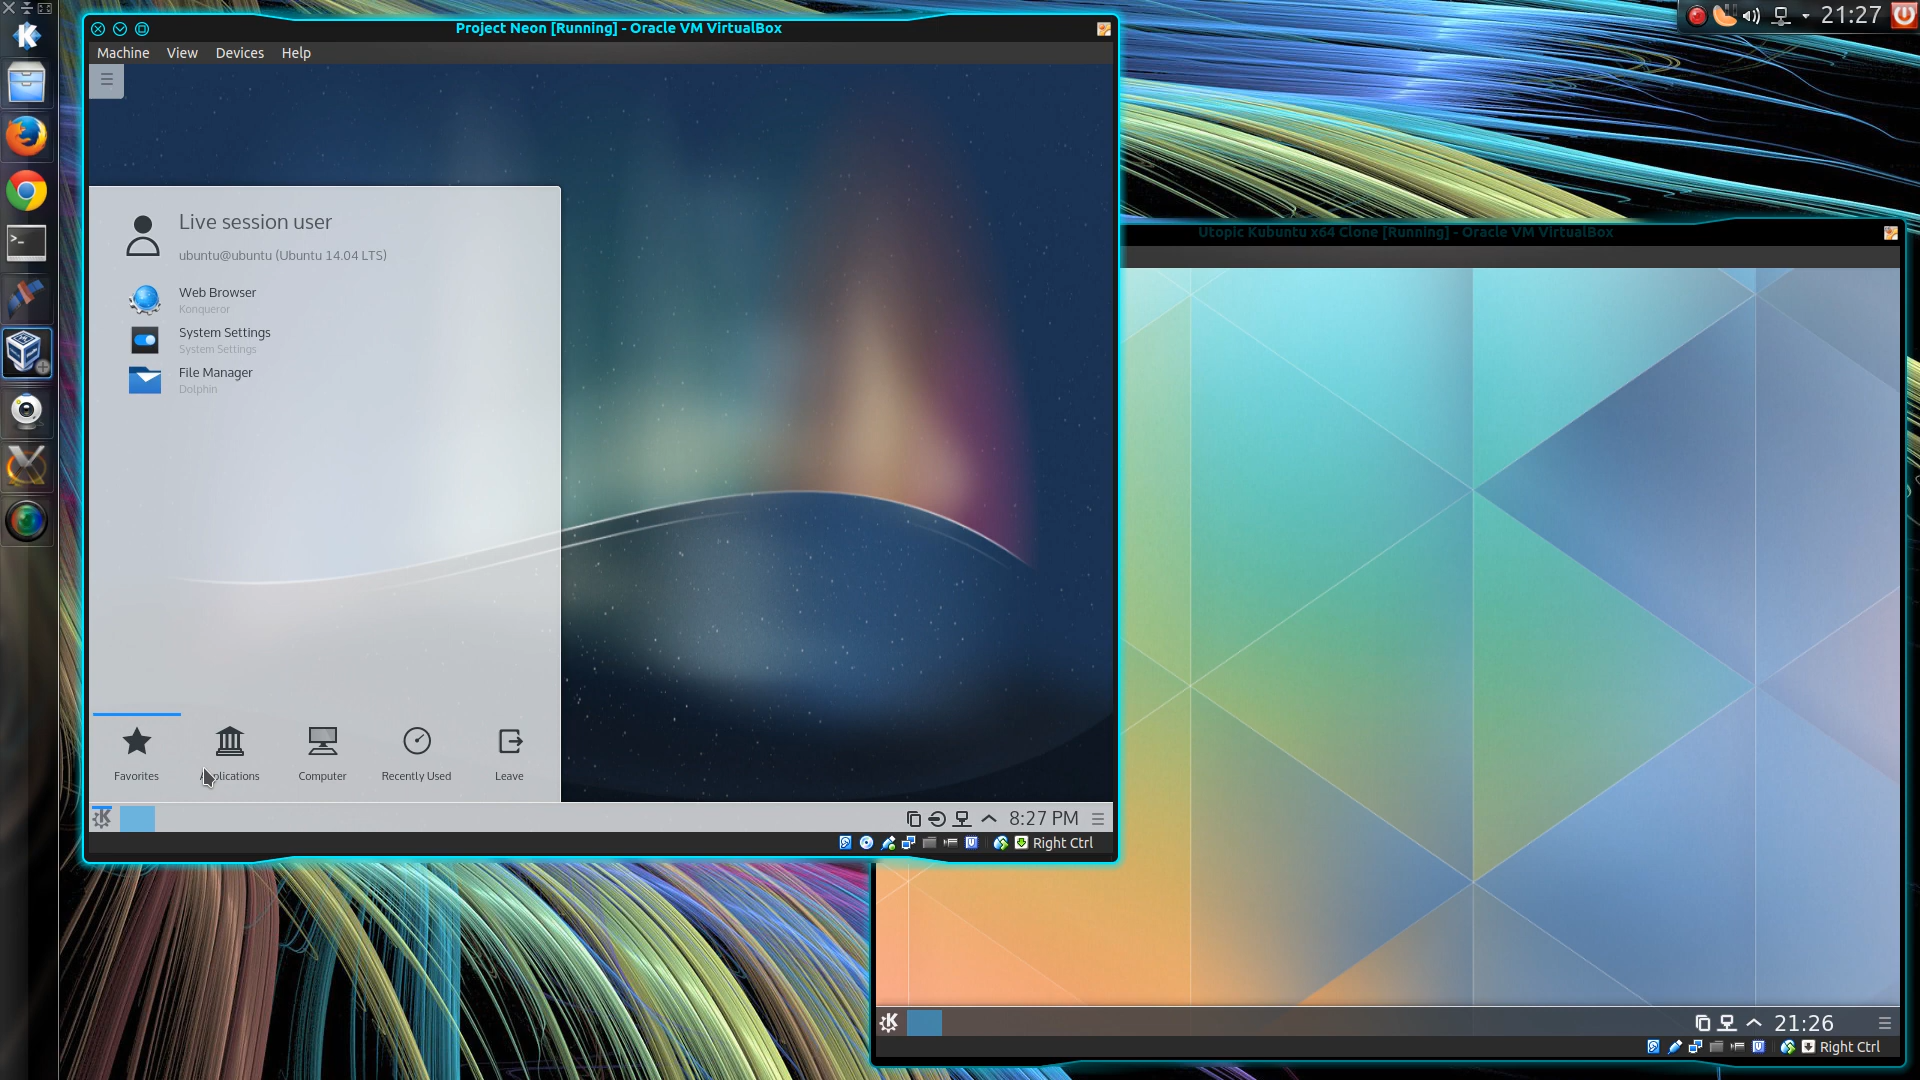 Project Neon [Running] - Oracle VM VirtualBox
21:27
Machine View Devices Help
Live session user
ubuntu@ubuntu (Ubuntu 14.04 LTS)
Web Browser
Konqueror
System Settings
System Settings
File Manager
Dolphin
Favorites
Applications
Computer
Recently Used
Leave
8:27 PM
Right Ctrl
Utopic Kubuntu x64 Clone [Running] - Oracle VM VirtualBox
21:26
Right Ctrl